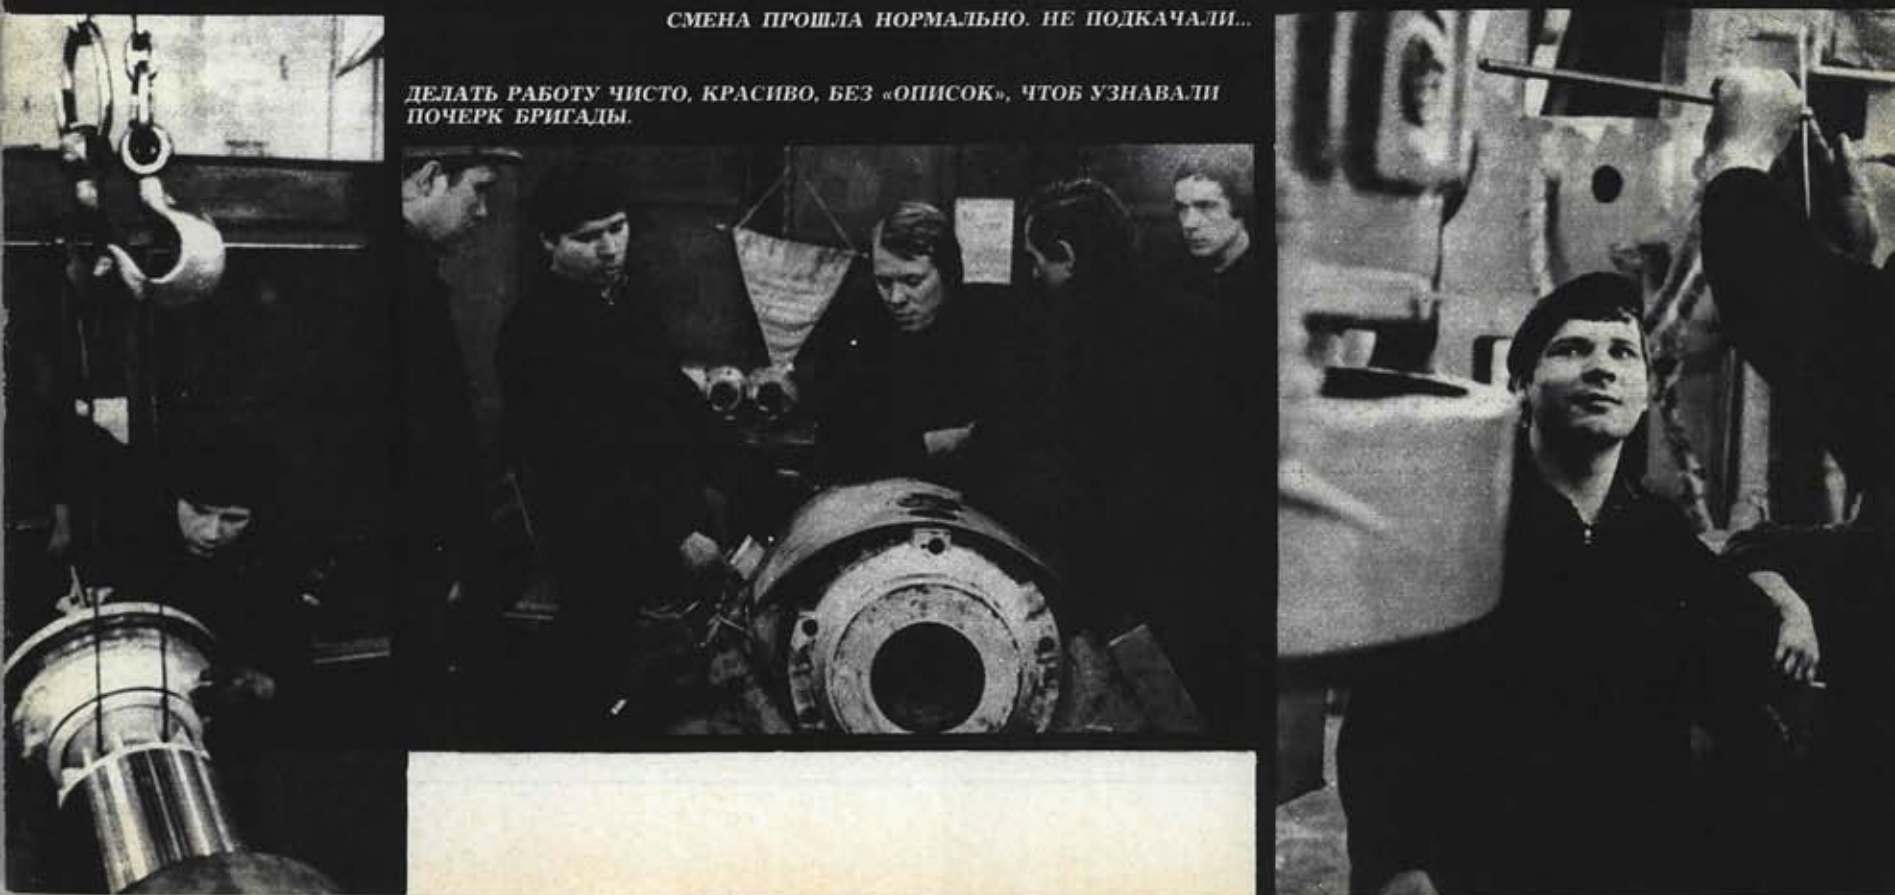 СМЕНА ПРОШЛА НОРМАЛЬНО. НЕ ПОДКАЧАЛИ...
ДЕЛАТЬ РАБОТУ ЧИСТО, КРАСИВО, БЕЗ «ОПИСОК», ЧТОБ УЗНАВАЛИ
ПОЧЕРК БРИГАДЫ.